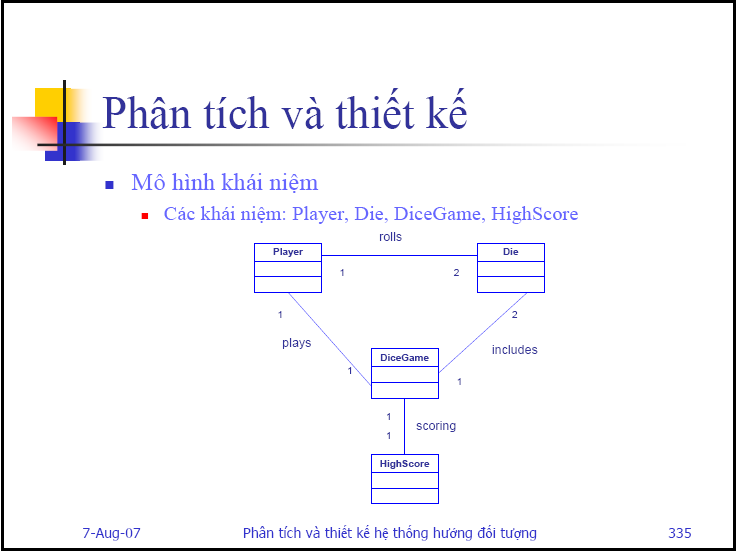 Phân tích và thiết kế
Mô hình khái niệm
Các khái niệm: Player, Die, DiceGame, HighScore
rolls
Player
Die
1
2
1
2
plays
includes
DiceGame
1
1
1
scoring
1
HighScore
7-Aug-07
Phân tích và thiết kế hệ thống hướng đối tượng
335